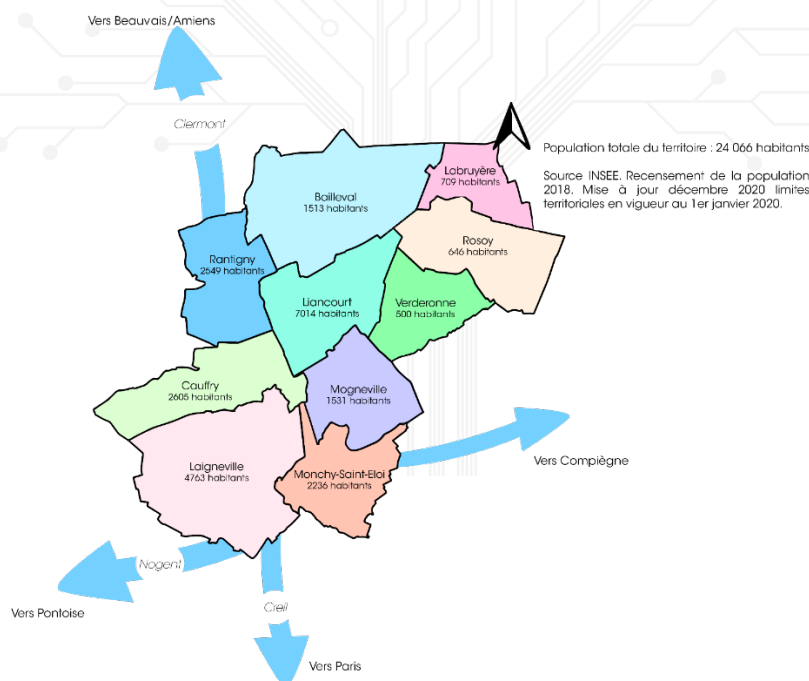 Vers Beauvais/Amiens
Clermont
Population totale du territoire : 24 066 habitants
Source INSEE. Recensement de la population
2018. Mise à jour décembre 2020 limites
territoriales en vigueur au 1er janvier 2020.
Labruyère
709 habitants
Bailleval
1513 habitants
Rosoy
646 habitants
Rantigny
2549 habitants
Liancourt
7014 habitants
Verderonne
500 habitants
Cauffry
2605 habitants
Mogneville
1531 habitants
Laigneville
4763 habitants
Monchy-Saint-Eloi
2236 habitants
Vers Compiègne
Nogent
Vers Pontoise
Creil
Vers Paris